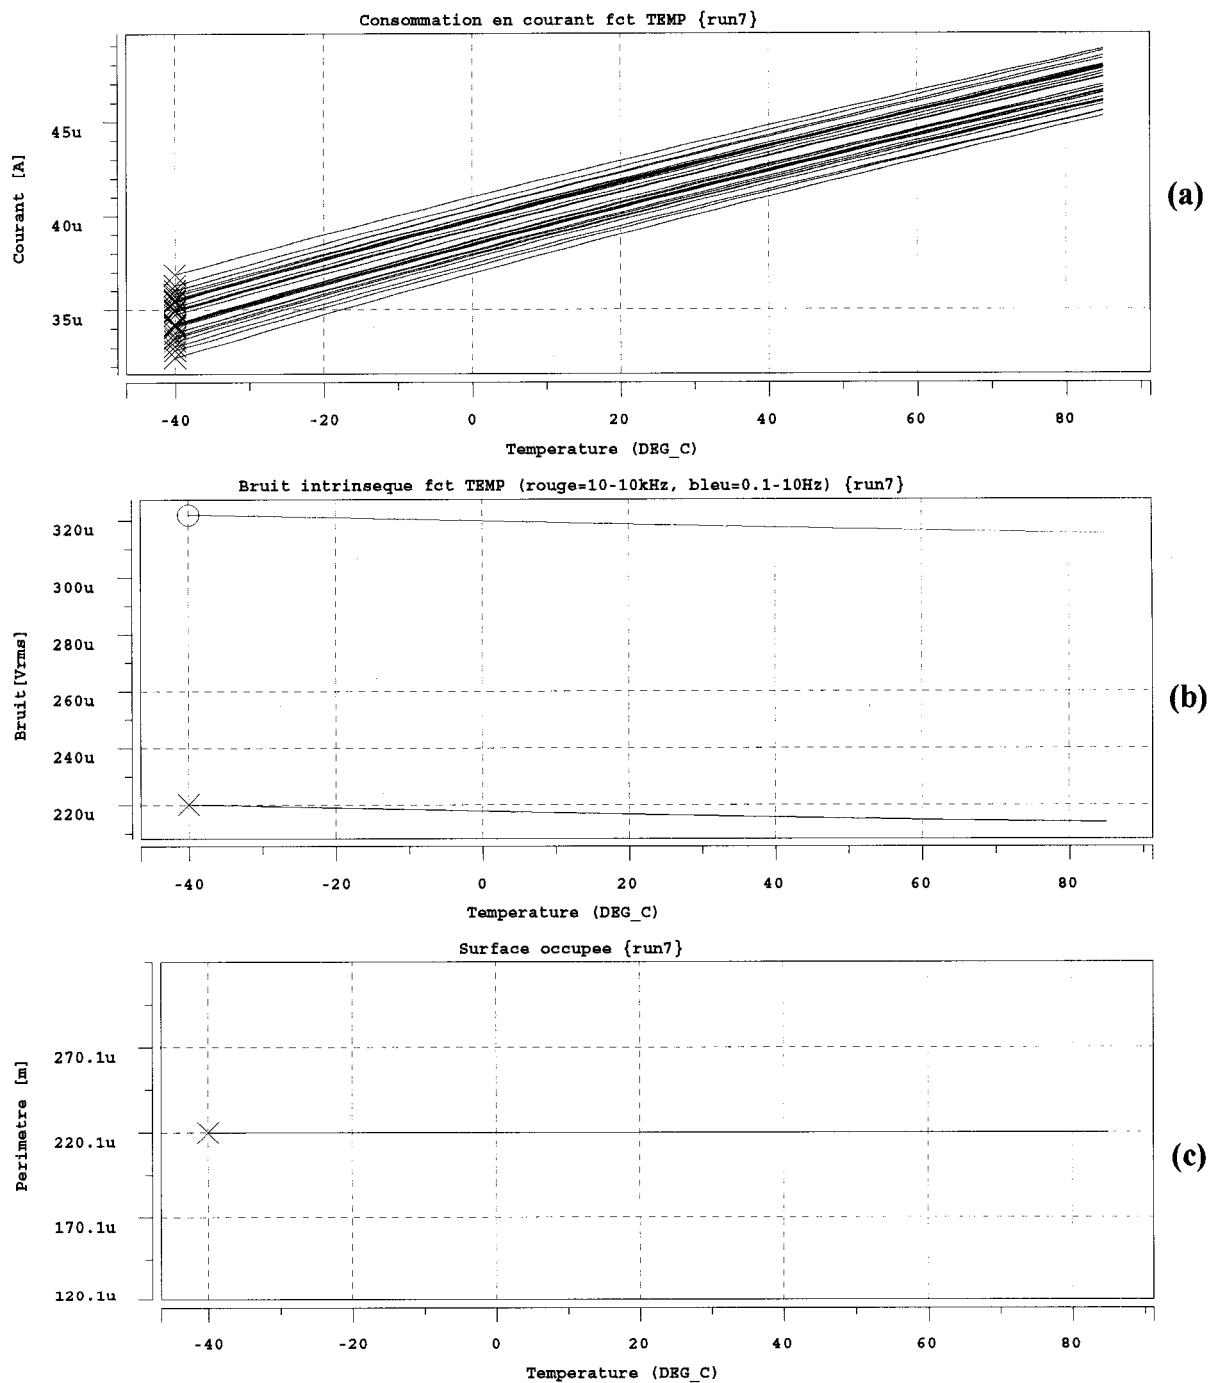 Consommation en courant fct TEMP {run7}
45u
40u
35u
Courant [A]
-40 -20 0 20 40 60 80
Temperature (DEG_C)
(a)
Bruit intrinseque fct TEMP (rouge=10-10kHz, bleu=0.1-10Hz) {run7}
320u
300u
280u
260u
240u
220u
Bruit[Vrms]
-40 -20 0 20 40 60 80
Temperature (DEG_C)
(b)
Surface occupee {run7}
270.1u
220.1u
170.1u
120.1u
Perimetre [m]
-40 -20 0 20 40 60 80
Temperature (DEG_C)
(c)